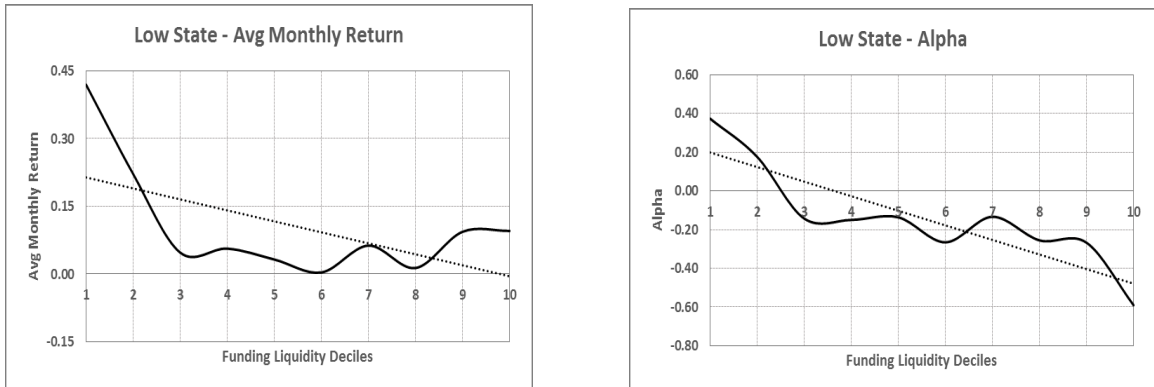 Low State - Avg Monthly Return
0.45
0.30
0.15
0.00
-0.15
Avg Monthly Return
1 2 3 4 5 6 7 8 9 10
Funding Liquidity Deciles
Low State - Alpha
0.60
0.40
0.20
0.00
-0.20
-0.40
-0.60
-0.80
Alpha
1 2 3 4 5 6 7 8 9 10
Funding Liquidity Deciles